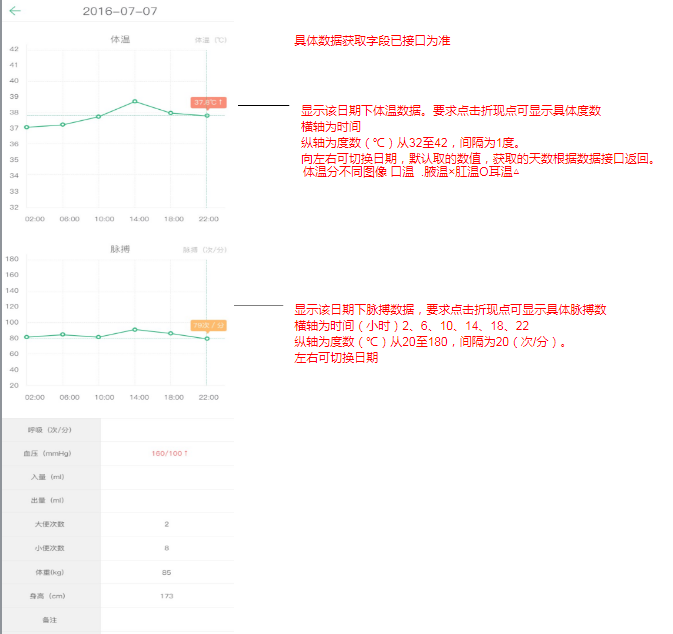 2016-07-07
具体数据获取字段已接口为准
体温
体温（℃）
42
41
40
39
38
37
36
35
34
33
32
37.8℃↑
02:00 06:00 10:00 14:00 18:00 22:00
显示该日期下体温数据。要求点击折现点可显示具体度数
横轴为时间
纵轴为度数（℃）从32至42，间隔为1度。
向左右可切换日期，默认取的数值，获取的天数根据数据接口返回。
体温分不同图像 口温 .腋温×肛温O耳温△
脉搏
脉搏（次/分）
180
160
140
120
100
80
60
40
20
02:00 06:00 10:00 14:00 18:00 22:00
显示该日期下脉搏数据，要求点击折现点可显示具体脉搏数
横轴为时间（小时）2、6、10、14、18、22
纵轴为度数（℃）从20至180，间隔为20（次/分）。
左右可切换日期
呼吸（次/分）
血压（mmHg） 160/100↑
入量（ml）
出量（ml）
大便次数 2
小便次数 8
体重(kg) 85
身高（cm） 173
备注